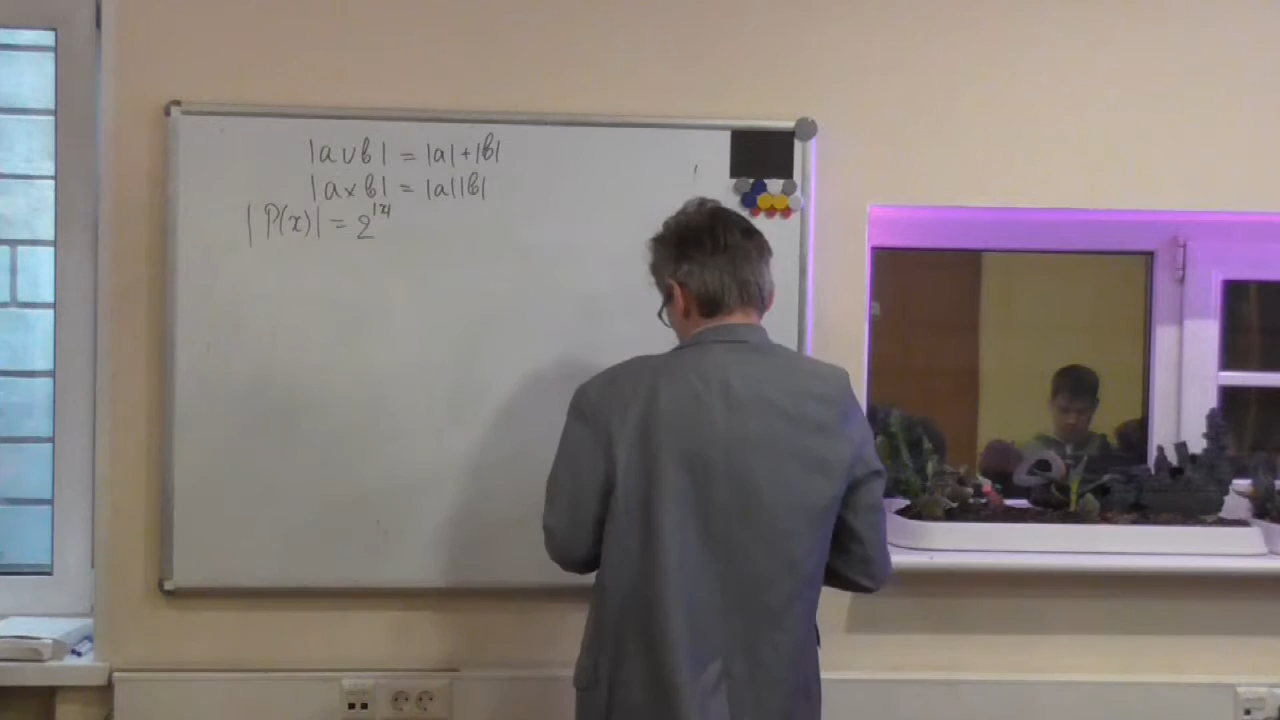 |a∪b| = |a|+|b|
|a×b| = |a||b|
|P(x)| = 2^|x|